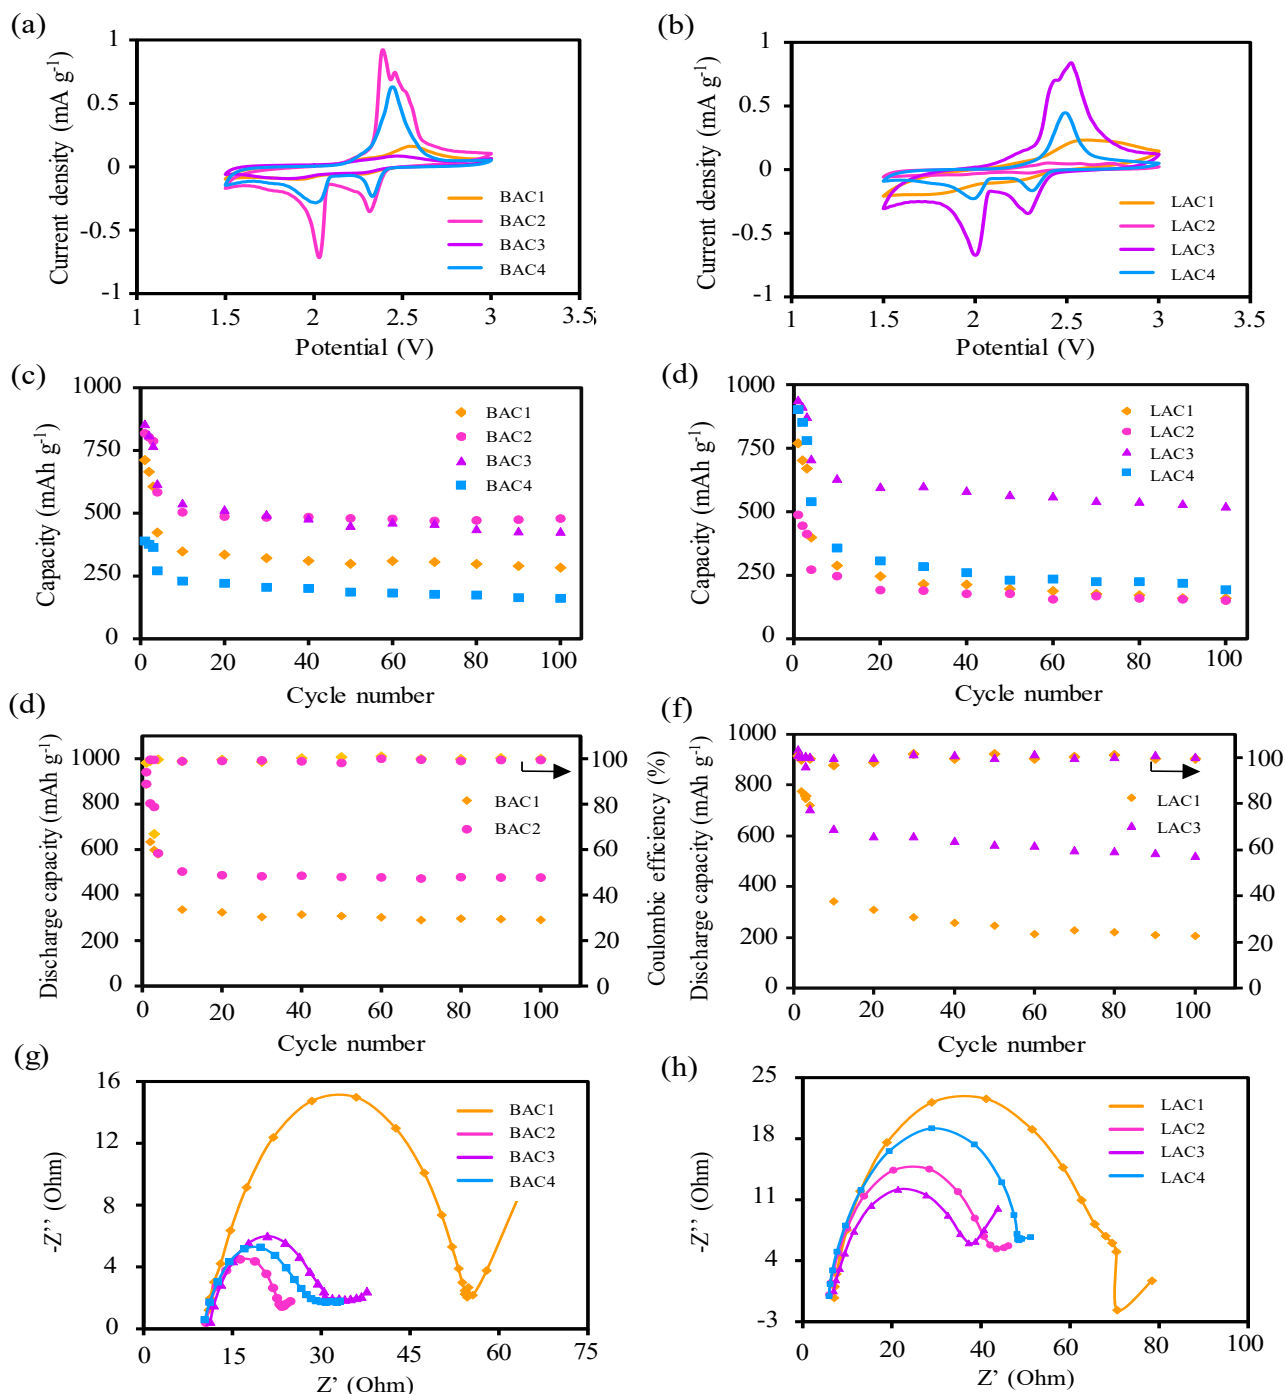 (a)
1
0.5
0
-0.5
-1
Current density (mA g-1)
1
1.5
2
2.5
3
3.5
Potential (V)
BAC1
BAC2
BAC3
BAC4
(b)
1
0.5
0
-0.5
-1
Current density (mA g-1)
1
1.5
2
2.5
3
3.5
Potential (V)
LAC1
LAC2
LAC3
LAC4
(c)
1000
750
500
250
0
Capacity (mAh g-1)
0
20
40
60
80
100
Cycle number
BAC1
BAC2
BAC3
BAC4
(d)
1000
750
500
250
0
Capacity (mAh g-1)
0
20
40
60
80
100
Cycle number
LAC1
LAC2
LAC3
LAC4
(d)
1000
800
600
400
200
0
Discharge capacity (mAh g-1)
100
80
60
40
20
0
Coulombic efficiency (%)
0
20
40
60
80
100
Cycle number
BAC1
BAC2
(f)
1000
800
600
400
200
0
Discharge capacity (mAh g-1)
100
80
60
40
20
0
0
20
40
60
80
100
Cycle number
LAC1
LAC3
(g)
16
12
8
4
0
-Z’’ (Ohm)
0
15
30
45
60
75
Z’ (Ohm)
BAC1
BAC2
BAC3
BAC4
(h)
25
18
11
4
-3
-Z’’ (Ohm)
0
20
40
60
80
100
Z’ (Ohm)
LAC1
LAC2
LAC3
LAC4